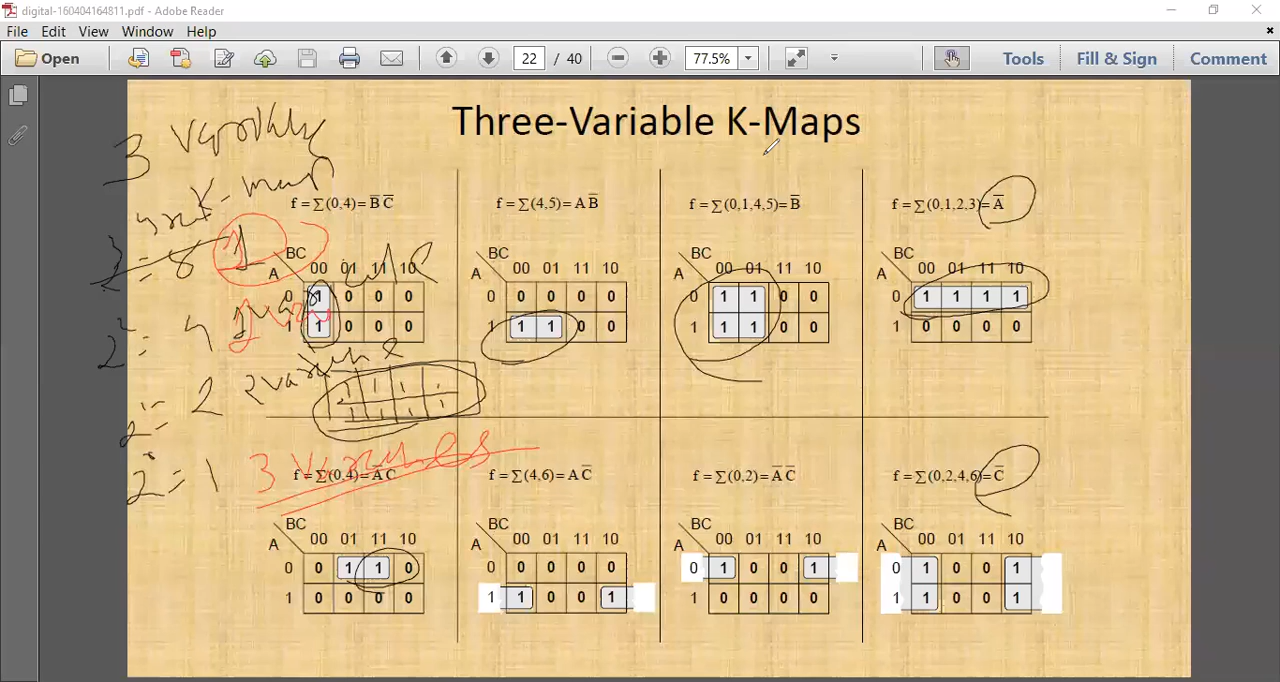 digital-160404164811.pdf - Adobe Reader
File Edit View Window Help
Open 22 / 40 77.5% Tools Fill & Sign Comment
Three-Variable K-Maps
3 variable
K-map
f = ∑(0,4) = B̅ C̅
f = ∑(4,5) = A B̅
f = ∑(0,1,4,5) = B̅
f = ∑(0,1,2,3) = A̅
2³ = 8 1
BC
A 00 01 11 10
0 1 0 0 0
1 1 0 0 0
BC
A 00 01 11 10
0 0 0 0 0
1 1 1 0 0
BC
A 00 01 11 10
0 1 1 0 0
1 1 1 0 0
BC
A 00 01 11 10
0 1 1 1 1
1 0 0 0 0
2² = 4
2¹ = 2 2 variable
2⁰ = 1 3 variables
f = ∑(0,4) = A̅ C
f = ∑(4,6) = A C̅
f = ∑(0,2) = A̅ C̅
f = ∑(0,2,4,6) = C̅
BC
A 00 01 11 10
0 0 1 1 0
1 0 0 0 0
BC
A 00 01 11 10
0 0 0 0 0
1 1 0 0 1
BC
A 00 01 11 10
0 1 0 0 1
1 0 0 0 0
BC
A 00 01 11 10
0 1 0 0 1
1 1 0 0 1